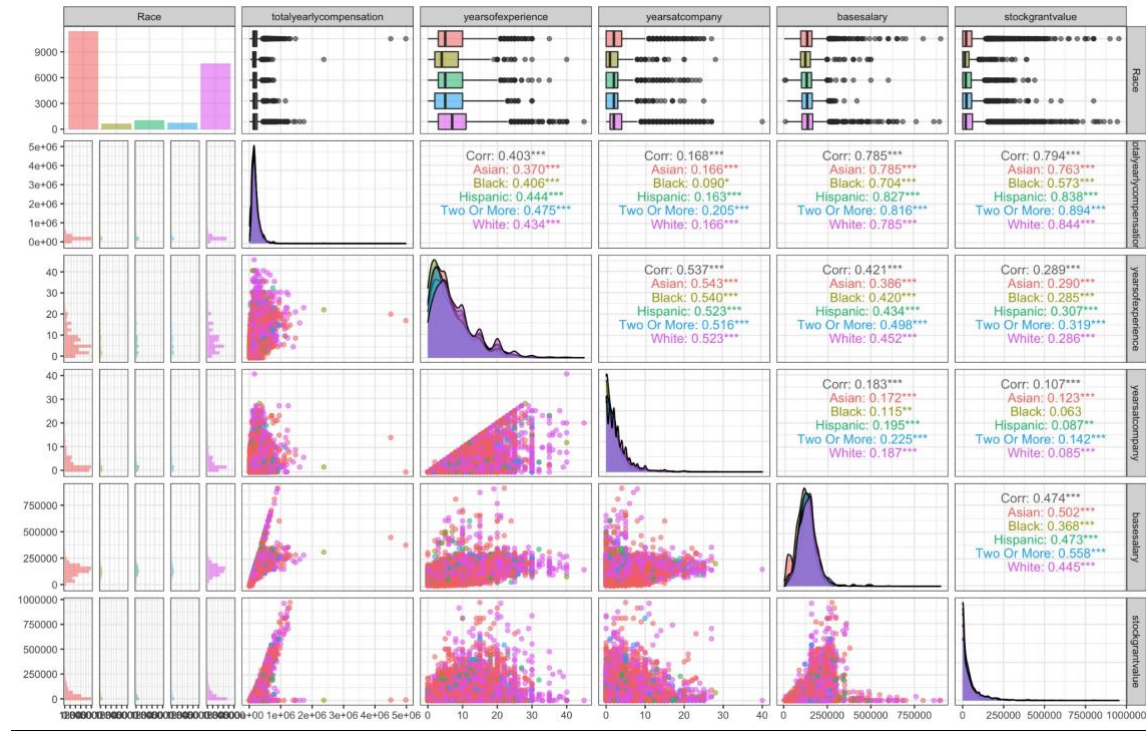 Race
totalyearlycompensation
yearsofexperience
yearsatcompany
basesalary
stockgrantvalue
9000
6000
3000
0
Race
5e+06
4e+06
3e+06
2e+06
1e+06
0e+00
Corr: 0.403***
Asian: 0.370***
Black: 0.406***
Hispanic: 0.444***
Two Or More: 0.475***
White: 0.434***
Corr: 0.168***
Asian: 0.166***
Black: 0.090*
Hispanic: 0.163***
Two Or More: 0.205***
White: 0.166***
Corr: 0.785***
Asian: 0.785***
Black: 0.704***
Hispanic: 0.827***
Two Or More: 0.816***
White: 0.785***
Corr: 0.794***
Asian: 0.763***
Black: 0.573***
Hispanic: 0.838***
Two Or More: 0.894***
White: 0.844***
otalyearlycompensation
40
30
20
10
0
Corr: 0.537***
Asian: 0.543***
Black: 0.540***
Hispanic: 0.523***
Two Or More: 0.516***
White: 0.523***
Corr: 0.421***
Asian: 0.386***
Black: 0.420***
Hispanic: 0.434***
Two Or More: 0.498***
White: 0.452***
Corr: 0.289***
Asian: 0.290***
Black: 0.285***
Hispanic: 0.307***
Two Or More: 0.319***
White: 0.286***
yearsofexperience
40
30
20
10
0
Corr: 0.183***
Asian: 0.172***
Black: 0.115**
Hispanic: 0.195***
Two Or More: 0.225***
White: 0.187***
Corr: 0.107***
Asian: 0.123***
Black: 0.063
Hispanic: 0.087**
Two Or More: 0.142***
White: 0.085***
yearsatcompany
750000
500000
250000
0
Corr: 0.474***
Asian: 0.502***
Black: 0.368***
Hispanic: 0.473***
Two Or More: 0.558***
White: 0.445***
basesalary
1000000
750000
500000
250000
0
stockgrantvalue
1e+06 2e+06 3e+06 4e+06 5e+06
0 10 20 30 40
0 10 20 30 40
0 250000 500000 750000
0 250000 500000 750000 1000000